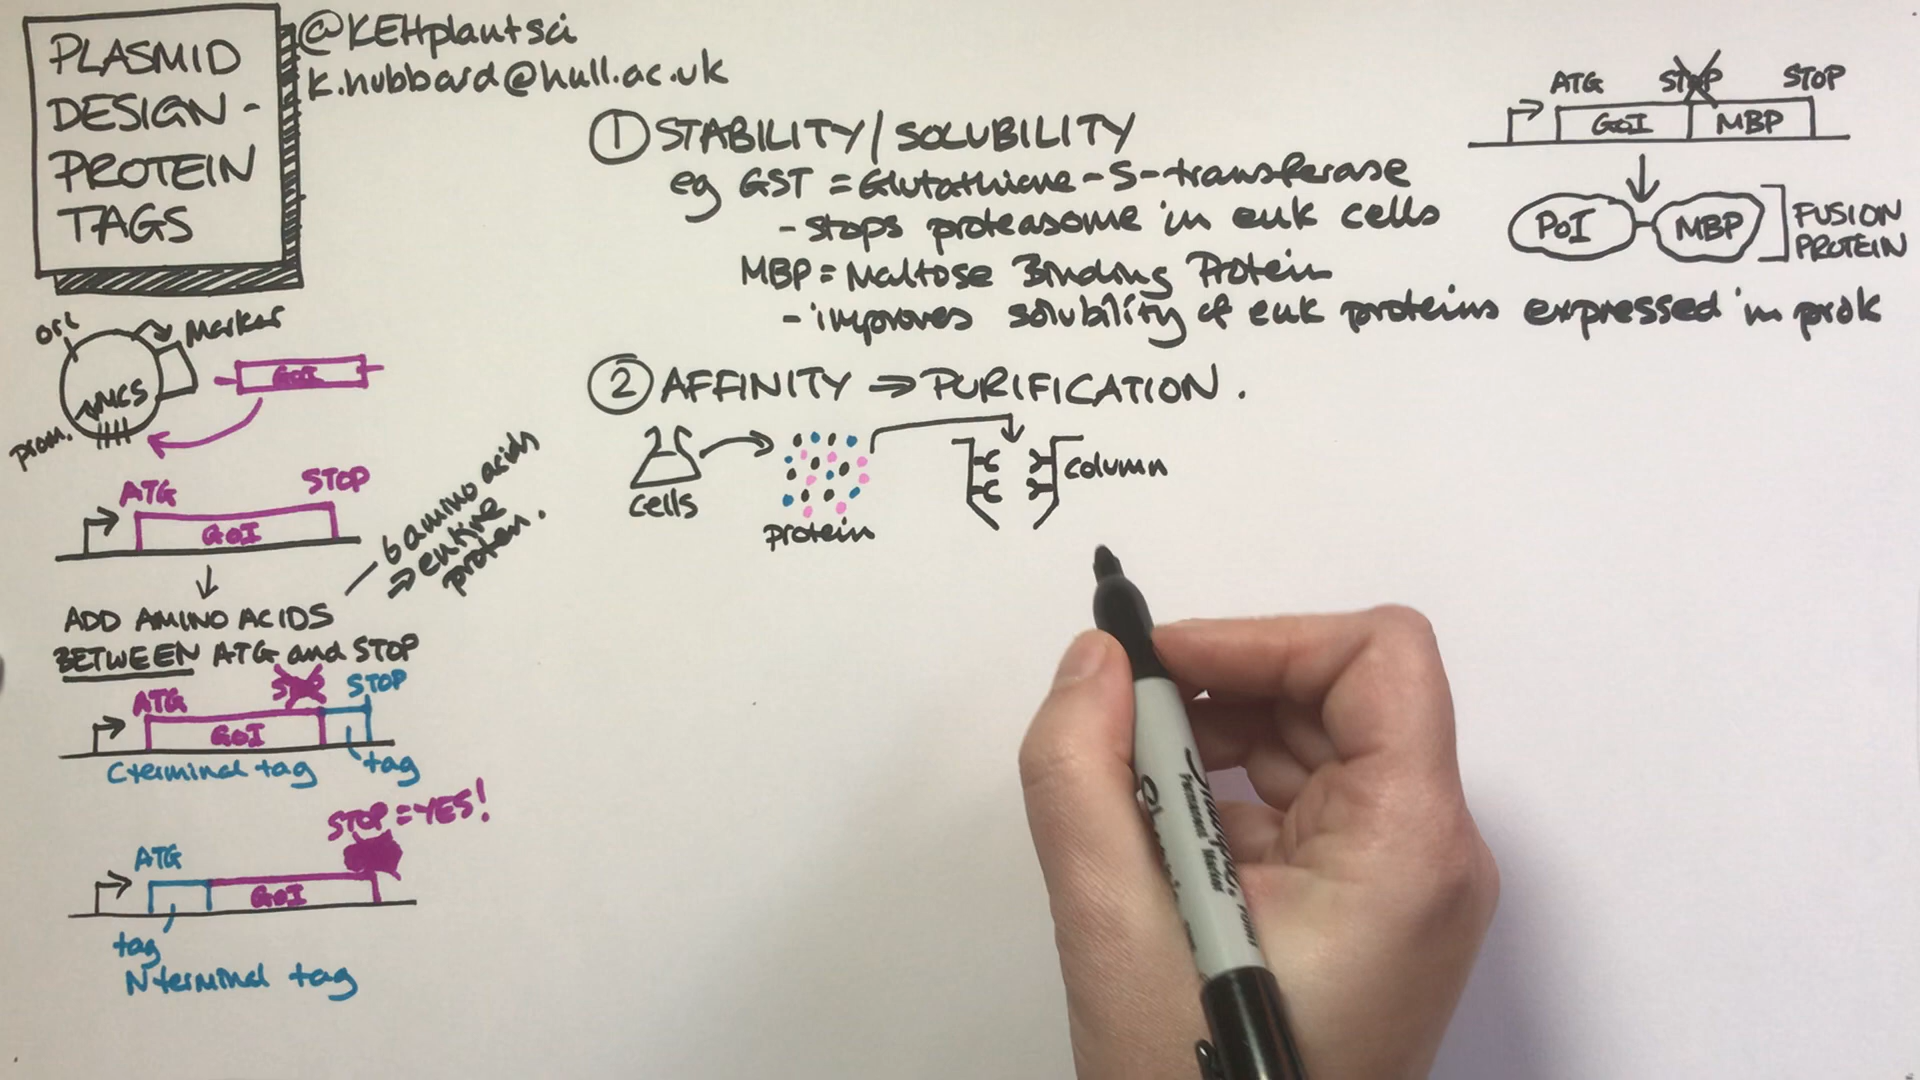 PLASMID
DESIGN -
PROTEIN
TAGS
@KEHplantsci
k.hubbard@hull.ac.uk
ori
Marker
MCS
prom.
GoI
ATG
STOP
GoI
6 amino acids
⇒ entire
protein.
ADD AMINO ACIDS
BETWEEN ATG and STOP
ATG
STOP
STOP
GoI
Cterminal tag
tag
STOP = YES!
ATG
GoI
tag
Nterminal tag
① STABILITY/SOLUBILITY
eg GST = Glutathione-S-transferase
- stops proteasome in euk cells
MBP = Maltose Binding Protein
- improves solubility of euk proteins expressed in prok
ATG
STOP
STOP
GoI
MBP
PoI
MBP
FUSION
PROTEIN
② AFFINITY ⇒ PURIFICATION.
cells
protein
column
Permanent Marker